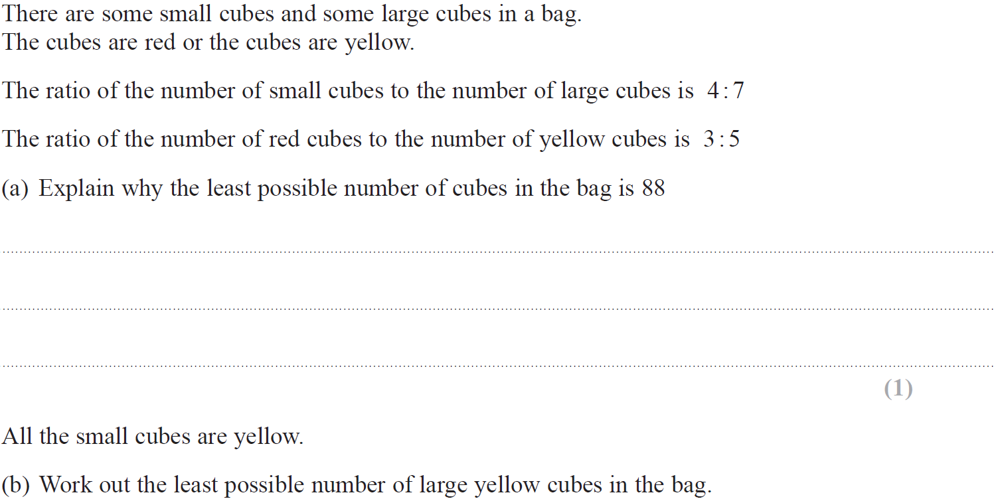 There are some small cubes and some large cubes in a bag.
The cubes are red or the cubes are yellow.
The ratio of the number of small cubes to the number of large cubes is 4 : 7
The ratio of the number of red cubes to the number of yellow cubes is 3 : 5
(a) Explain why the least possible number of cubes in the bag is 88
(1)
All the small cubes are yellow.
(b) Work out the least possible number of large yellow cubes in the bag.